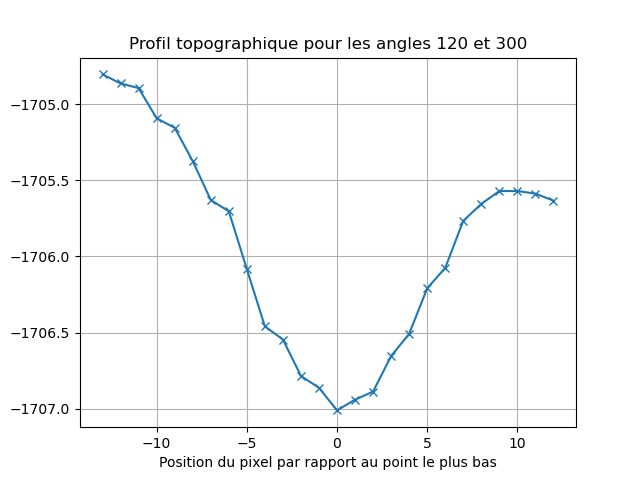 Profil topographique pour les angles 120 et 300
−1705.0
−1705.5
−1706.0
−1706.5
−1707.0
−10 −5 0 5 10
Position du pixel par rapport au point le plus bas